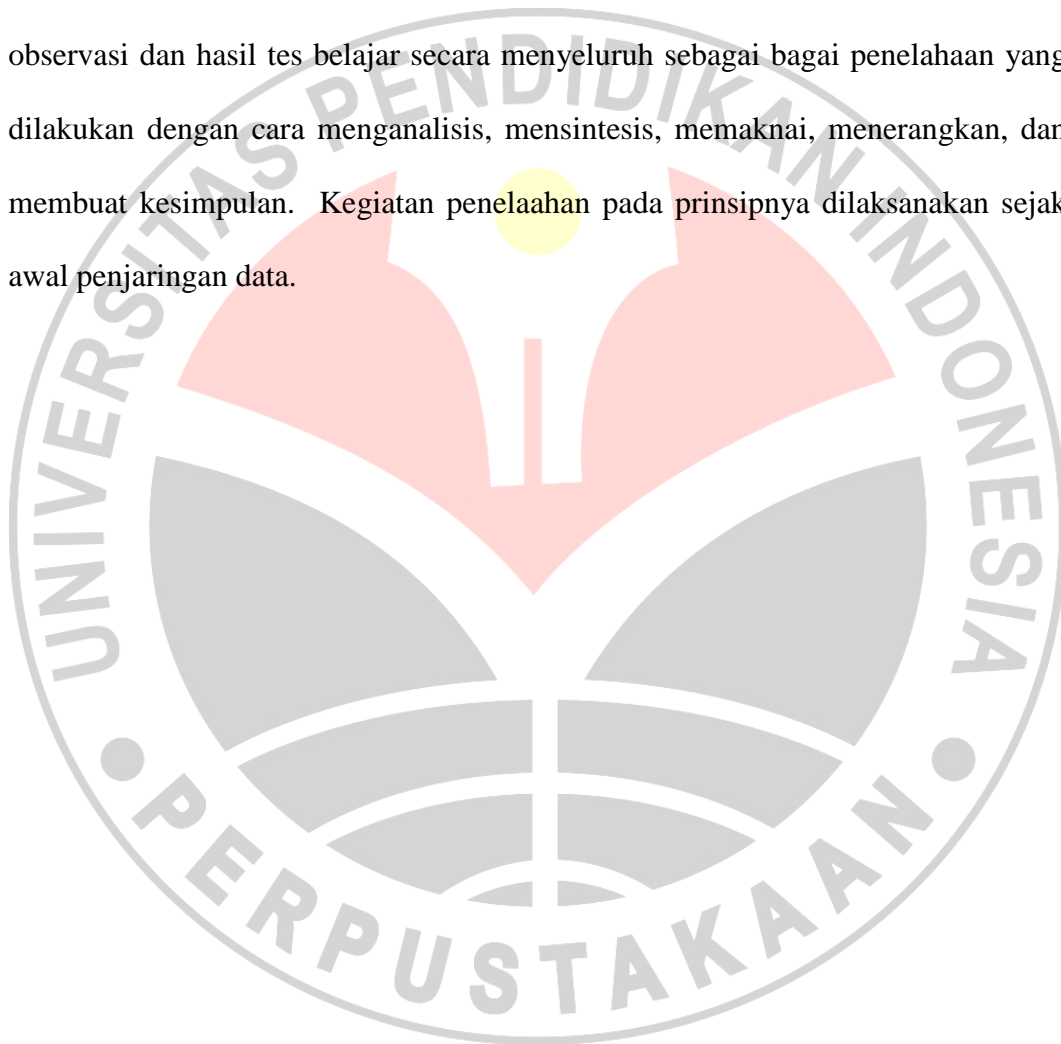 observasi dan hasil tes belajar secara menyeluruh sebagai bagai penelahaan yang
dilakukan dengan cara menganalisis, mensintesis, memaknai, menerangkan, dan
membuat kesimpulan. Kegiatan penelaahan pada prinsipnya dilaksanakan sejak
awal penjaringan data.
UNIVERSITAS PENDIDIKAN INDONESIA
PERPUSTAKAAN